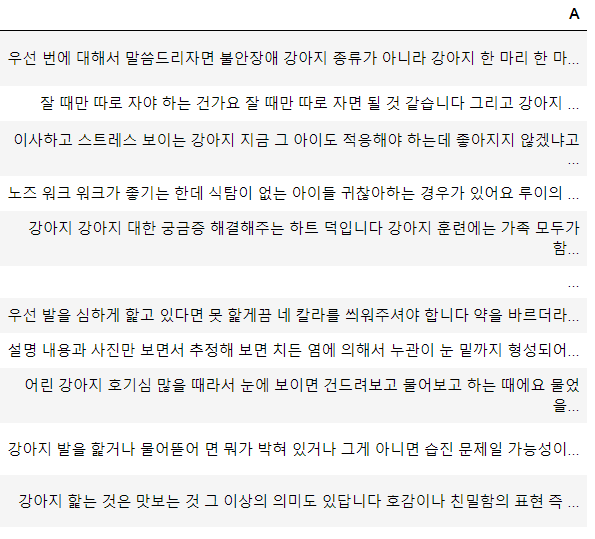 A
우선 번에 대해서 말씀드리자면 불안장애 강아지 종류가 아니라 강아지 한 마리 한 마...
잘 때만 따로 자야 하는 건가요 잘 때만 따로 자면 될 것 같습니다 그리고 강아지 ...
이사하고 스트레스 보이는 강아지 지금 그 아이도 적응해야 하는데 좋아지지 않겠냐고
...
노즈 워크 워크가 좋기는 한데 식탐이 없는 아이들 귀찮아하는 경우가 있어요 루이의 ...
강아지 강아지 대한 궁금증 해결해주는 하트 덕입니다 강아지 훈련에는 가족 모두가
함...
...
우선 발을 심하게 핥고 있다면 못 핥게끔 네 칼라를 씌워주셔야 합니다 약을 바르더라...
설명 내용과 사진만 보면서 추정해 보면 치든 염에 의해서 누관이 눈 밑까지 형성되어...
어린 강아지 호기심 많을 때라서 눈에 보이면 건드려보고 물어보고 하는 때에요 물었
을...
강아지 발을 핥거나 물어뜯어 면 뭐가 박혀 있거나 그게 아니면 습진 문제일 가능성이...
강아지 핥는 것은 맛보는 것 그 이상의 의미도 있답니다 호감이나 친밀함의 표현 즉 ...